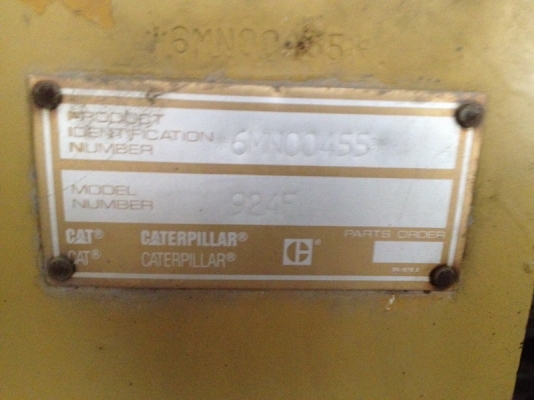 *6MN00455*
PRODUCT
IDENTIFICATION
NUMBER *6MN00455*
MODEL
NUMBER 924F
CAT® CATERPILLAR® ® PARTS ORDER
CAT® CATERPILLAR®